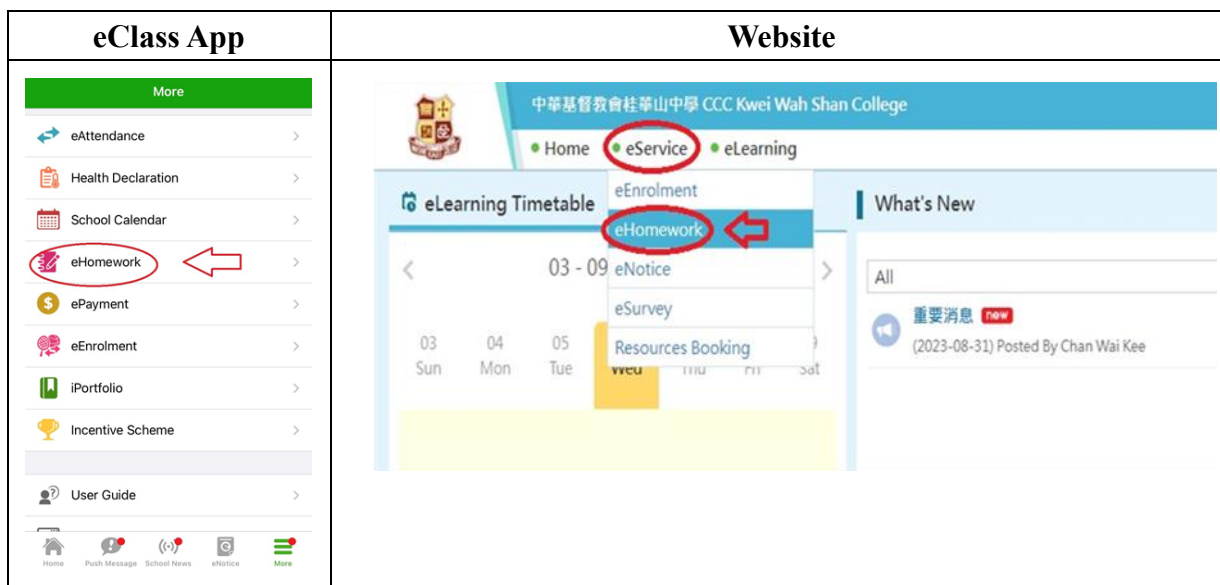 eClass App
Website
More
eAttendance
Health Declaration
School Calendar
eHomework
ePayment
eEnrolment
iPortfolio
Incentive Scheme
User Guide
Home Push Message School News eNotice More
中華基督教會桂華山中學 CCC Kwei Wah Shan College
Home eService eLearning
eLearning Timetable
eEnrolment
eHomework
eNotice
eSurvey
Resources Booking
03 - 09
03 04 05
Sun Mon Tue Wed Thu Fri Sat
What's New
All
重要消息 new
(2023-08-31) Posted By Chan Wai Kee